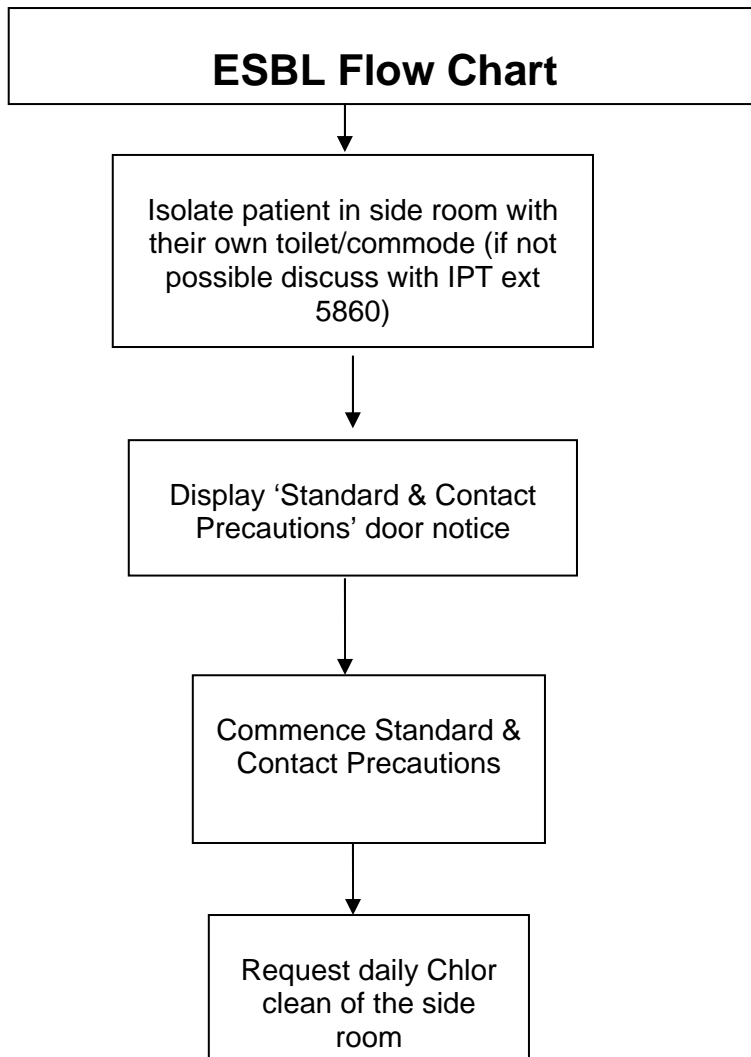 ESBL Flow Chart
Isolate patient in side room with
their own toilet/commode (if not
possible discuss with IPT ext
5860)
Display ‘Standard & Contact
Precautions’ door notice
Commence Standard &
Contact Precautions
Request daily Chlor
clean of the side
room